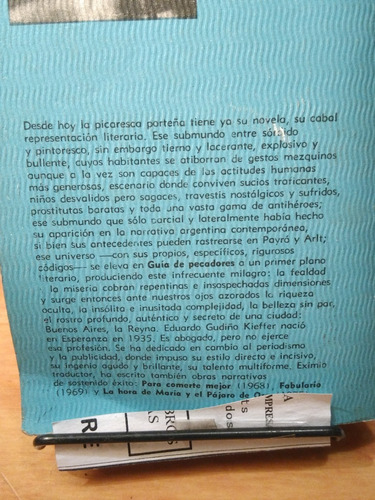 Desde hoy la picaresca porteña tiene ya su novela, su cabal
representación literaria. Ese submundo entre sórdido
y pintoresco, sin embargo tierno y lacerante, explosivo y
bullente, cuyos habitantes se atiborran de gestos mezquinos
aunque a la vez son capaces de las actitudes humanas
más generosas, escenario donde conviven sucios traficantes,
niños desvalidos pero sagaces, travestis nostálgicos y sufridos,
prostitutas baratas y toda una vasta gama de antihéroes;
ese submundo que sólo parcial y lateralmente había hecho
su aparición en la narrativa argentina contemporánea,
si bien sus antecedentes pueden rastrearse en Payró y Arlt;
ese universo —con sus propios, específicos, rigurosos
códigos— se eleva en Guía de pecadores a un primer plano
literario, produciendo este infrecuente milagro: la fealdad
y la miseria cobran repentinas e insospechadas dimensiones
y surge entonces ante nuestros ojos azorados la riqueza
oculta, la insólita e inusitada complejidad, la belleza sin par,
el rostro profundo, auténtico y secreto de una ciudad:
Buenos Aires, la Reyna. Eduardo Gudiño Kieffer nació
en Esperanza en 1935. Es abogado, pero no ejerce
esa profesión. Se ha dedicado en cambio al periodismo
y la publicidad, donde impuso su estilo directo e incisivo,
su ingenio agudo y brillante, su talento multiforme. Eximio
traductor, ha escrito también obras narrativas
de sostenido éxito: Para comerte mejor (1968), Fabulario
(1969) y La hora de María y el Pájaro de